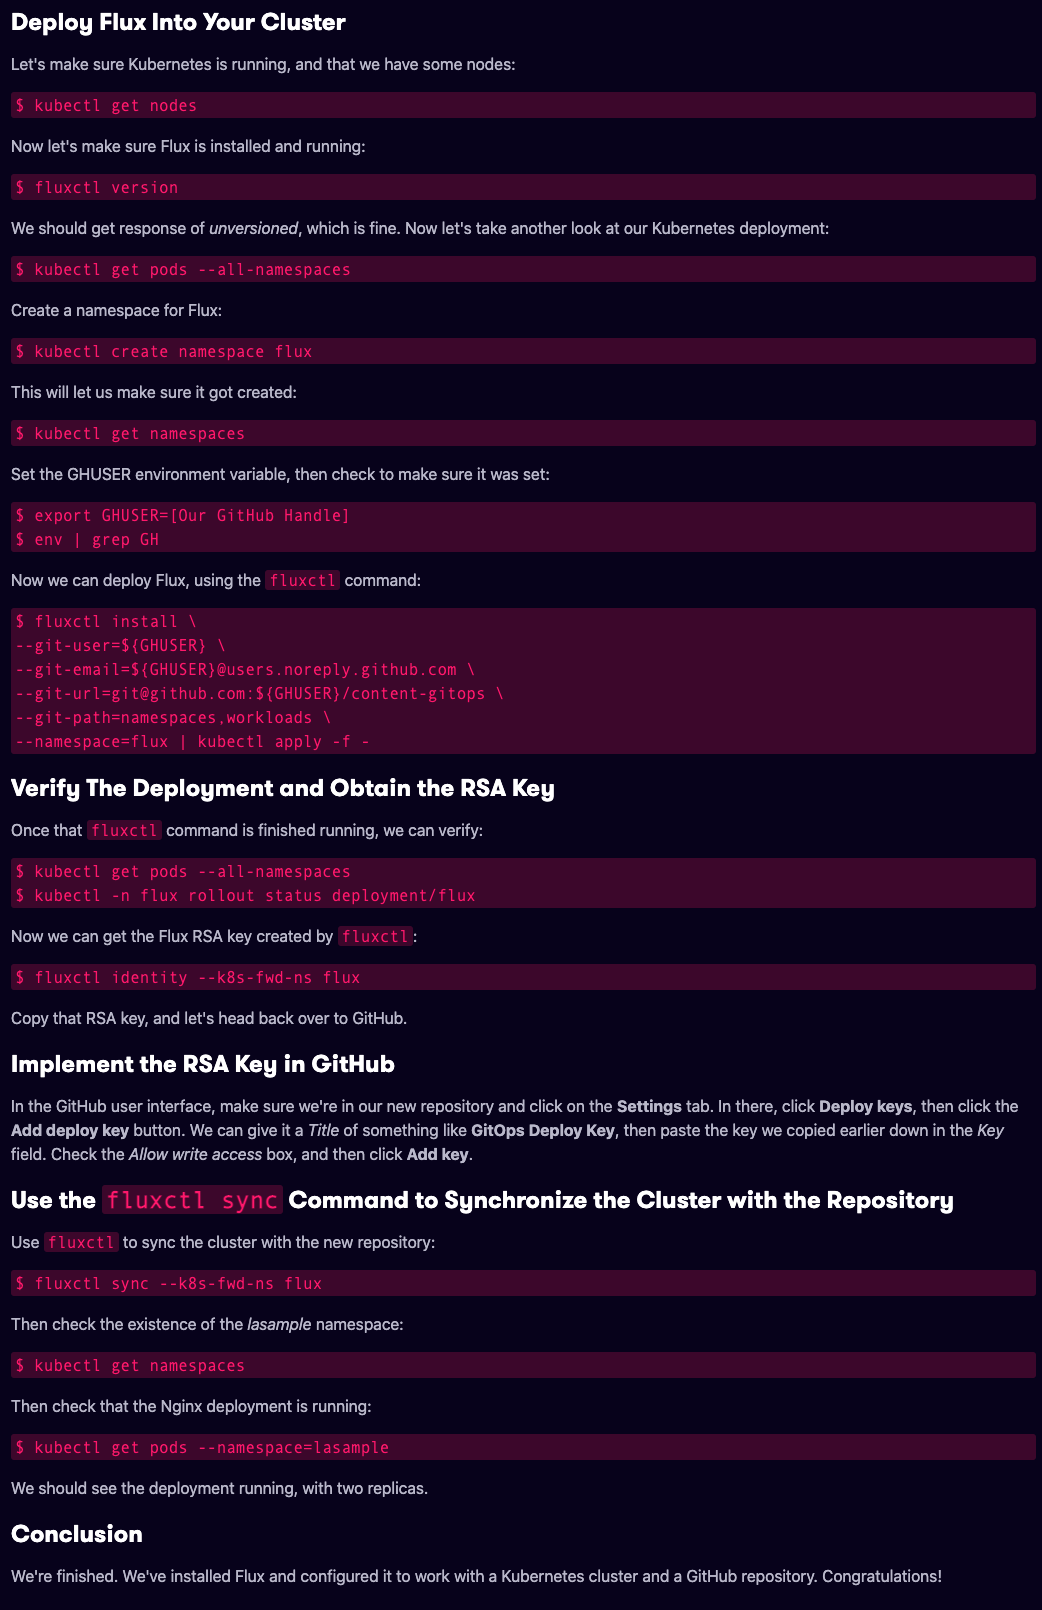 Deploy Flux Into Your Cluster
Let's make sure Kubernetes is running, and that we have some nodes:
$ kubectl get nodes
Now let's make sure Flux is installed and running:
$ fluxctl version
We should get response of unversioned, which is fine. Now let's take another look at our Kubernetes deployment:
$ kubectl get pods --all-namespaces
Create a namespace for Flux:
$ kubectl create namespace flux
This will let us make sure it got created:
$ kubectl get namespaces
Set the GHUSER environment variable, then check to make sure it was set:
$ export GHUSER=[Our GitHub Handle]
$ env | grep GH
Now we can deploy Flux, using the fluxctl command:
$ fluxctl install \
--git-user=${GHUSER} \
--git-email=${GHUSER}@users.noreply.github.com \
--git-url=git@github.com:${GHUSER}/content-gitops \
--git-path=namespaces,workloads \
--namespace=flux | kubectl apply -f -
Verify The Deployment and Obtain the RSA Key
Once that fluxctl command is finished running, we can verify:
$ kubectl get pods --all-namespaces
$ kubectl -n flux rollout status deployment/flux
Now we can get the Flux RSA key created by fluxctl:
$ fluxctl identity --k8s-fwd-ns flux
Copy that RSA key, and let's head back over to GitHub.
Implement the RSA Key in GitHub
In the GitHub user interface, make sure we're in our new repository and click on the Settings tab. In there, click Deploy keys, then click the
Add deploy key button. We can give it a Title of something like GitOps Deploy Key, then paste the key we copied earlier down in the Key
field. Check the Allow write access box, and then click Add key.
Use the fluxctl sync Command to Synchronize the Cluster with the Repository
Use fluxctl to sync the cluster with the new repository:
$ fluxctl sync --k8s-fwd-ns flux
Then check the existence of the lasample namespace:
$ kubectl get namespaces
Then check that the Nginx deployment is running:
$ kubectl get pods --namespace=lasample
We should see the deployment running, with two replicas.
Conclusion
We're finished. We've installed Flux and configured it to work with a Kubernetes cluster and a GitHub repository. Congratulations!